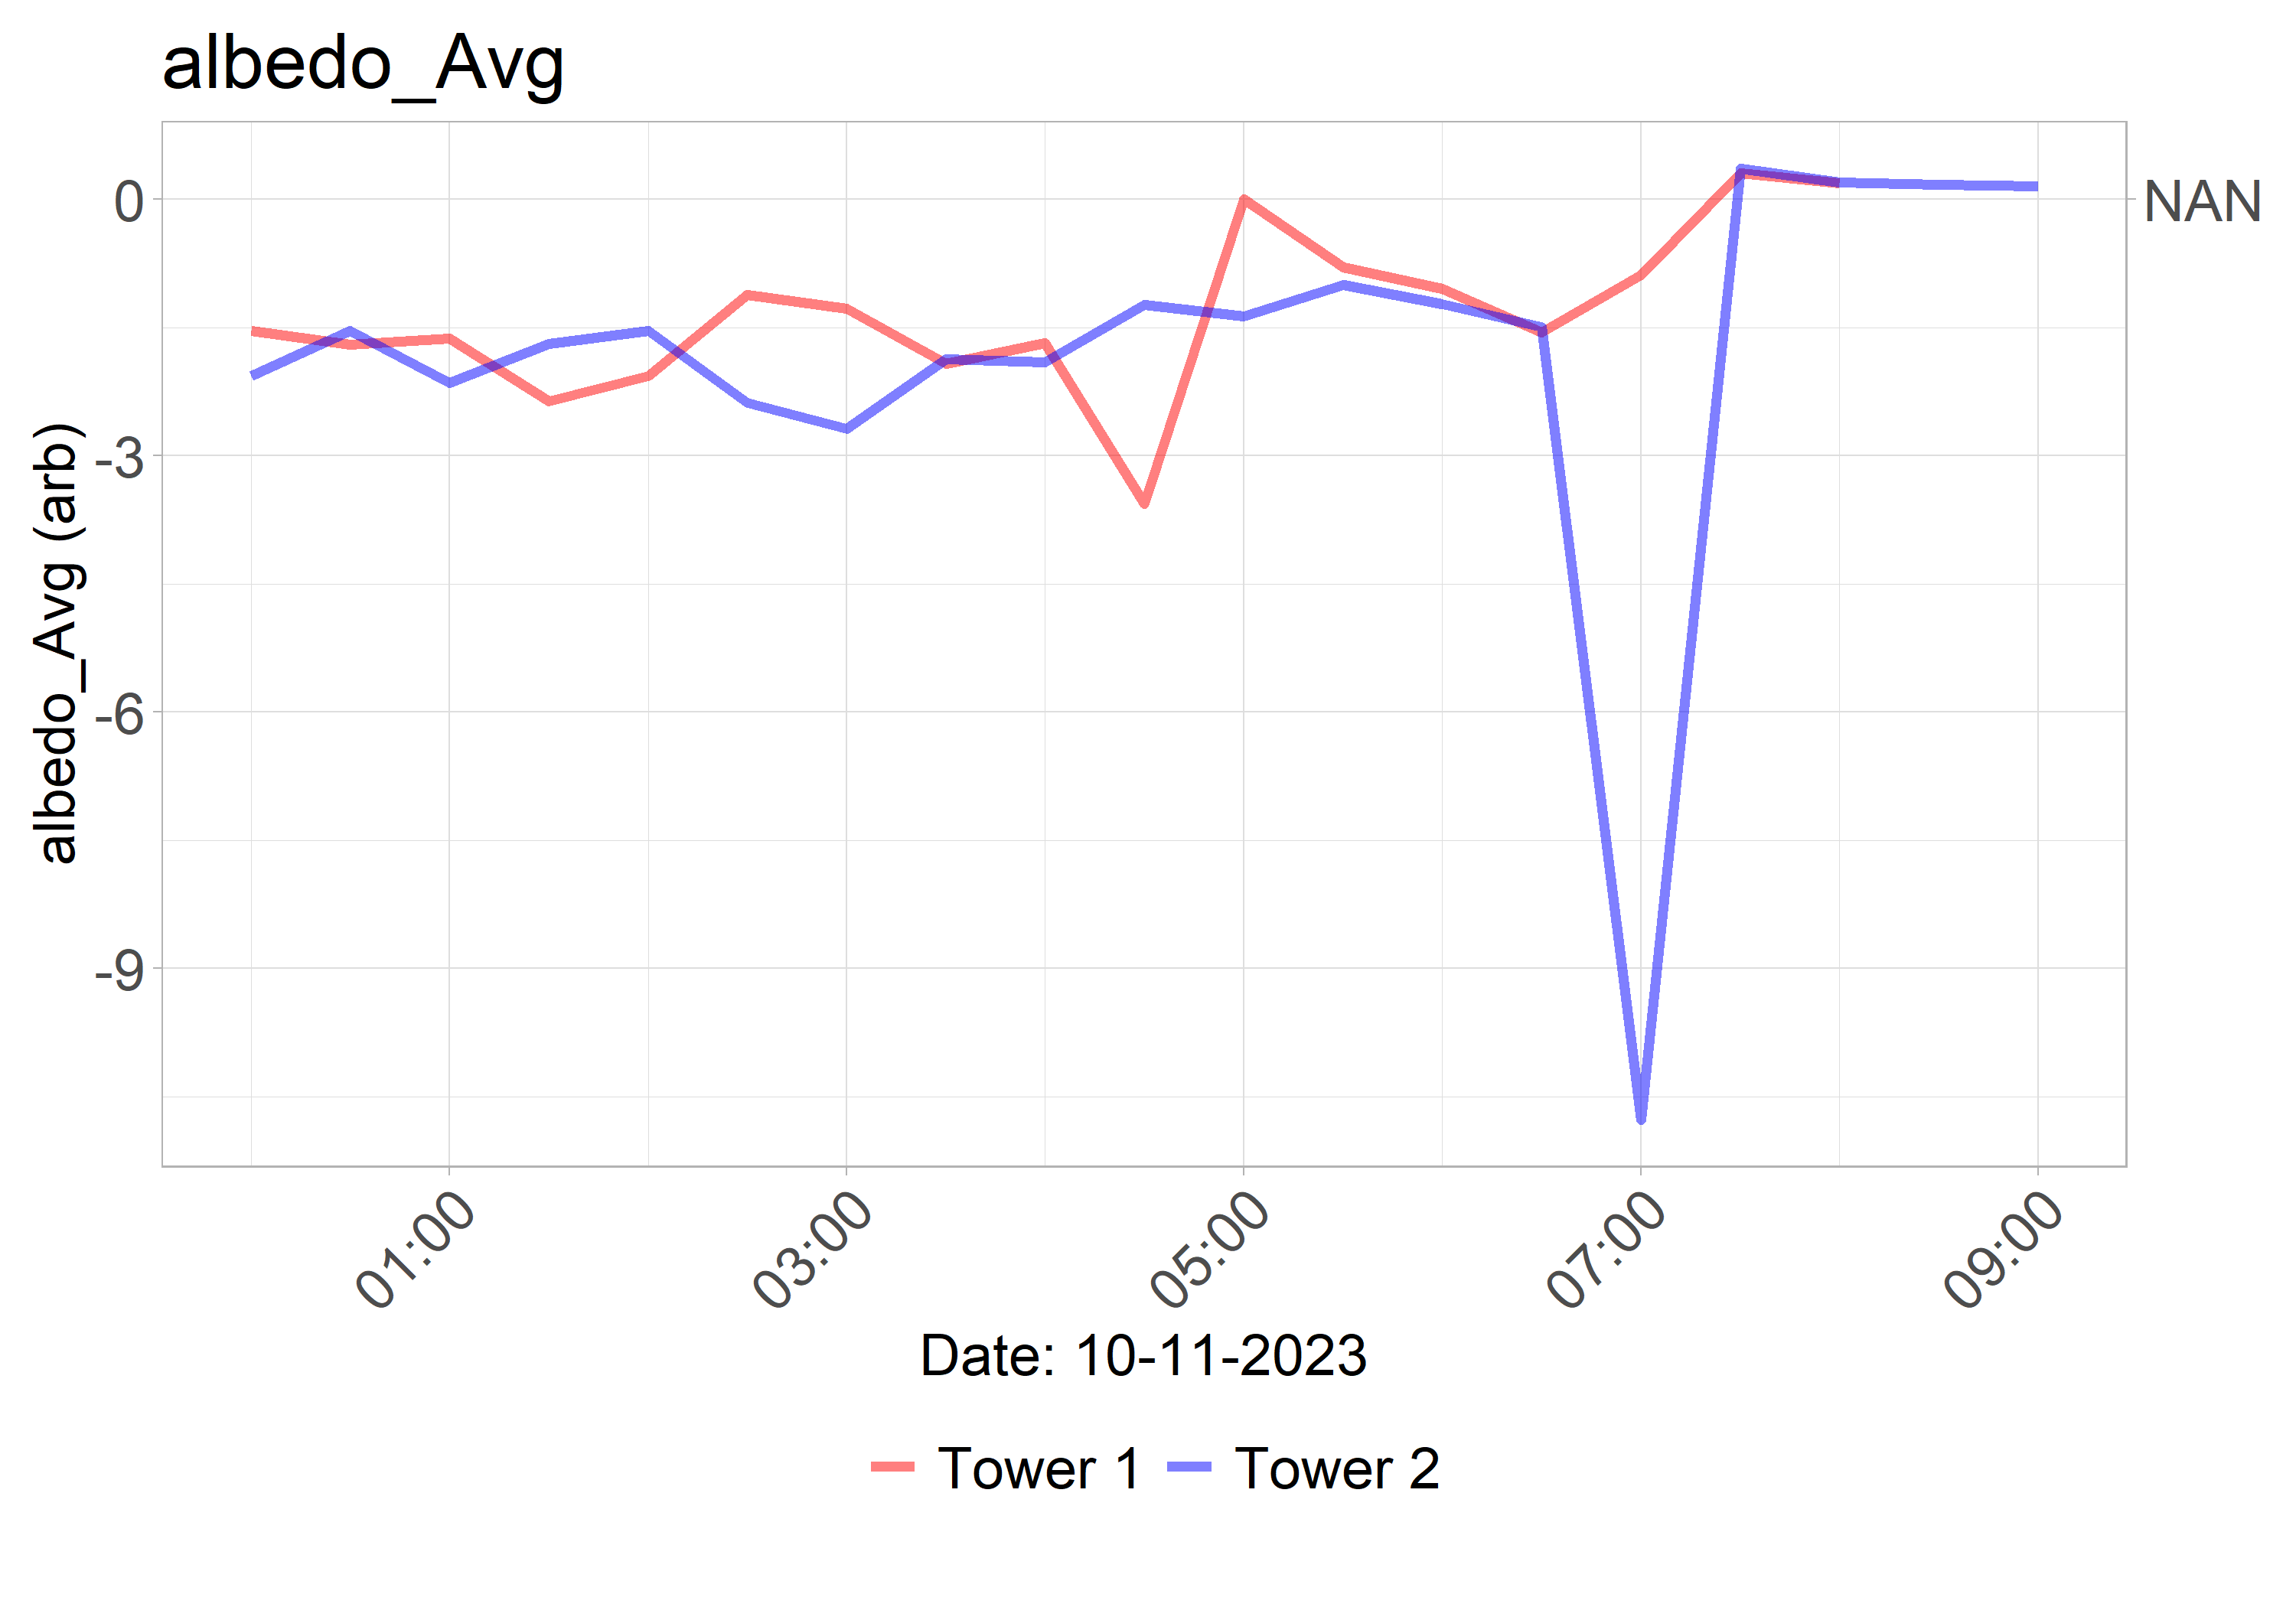 albedo_Avg
albedo_Avg (arb)
0
-3
-6
-9
NAN
01:00
03:00
05:00
07:00
09:00
Date: 10-11-2023
Tower 1
Tower 2